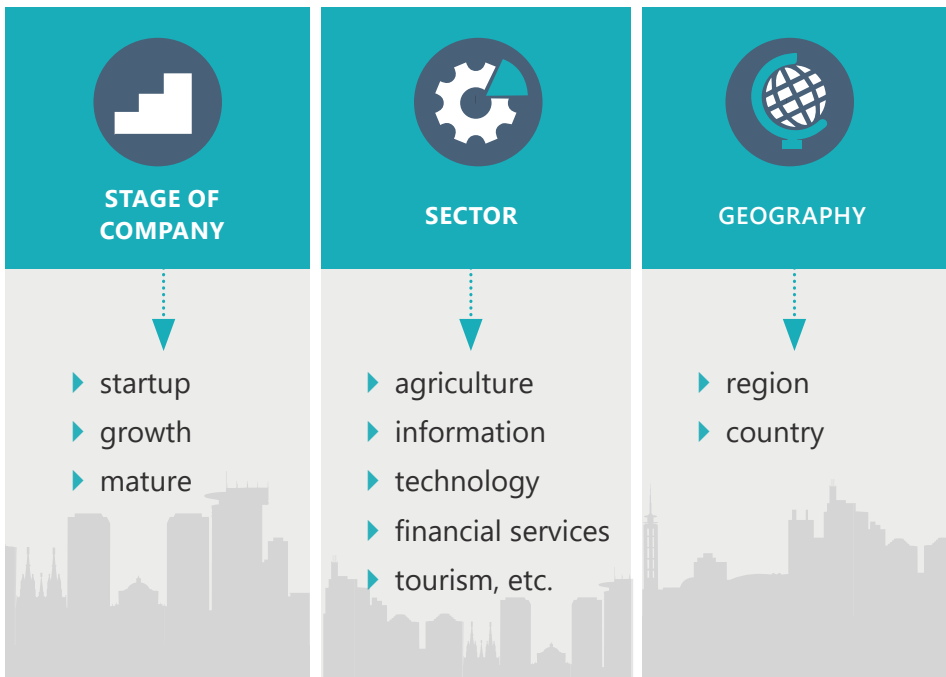 STAGE OF
COMPANY
startup
growth
mature
SECTOR
agriculture
information
technology
financial services
tourism, etc.
GEOGRAPHY
region
country